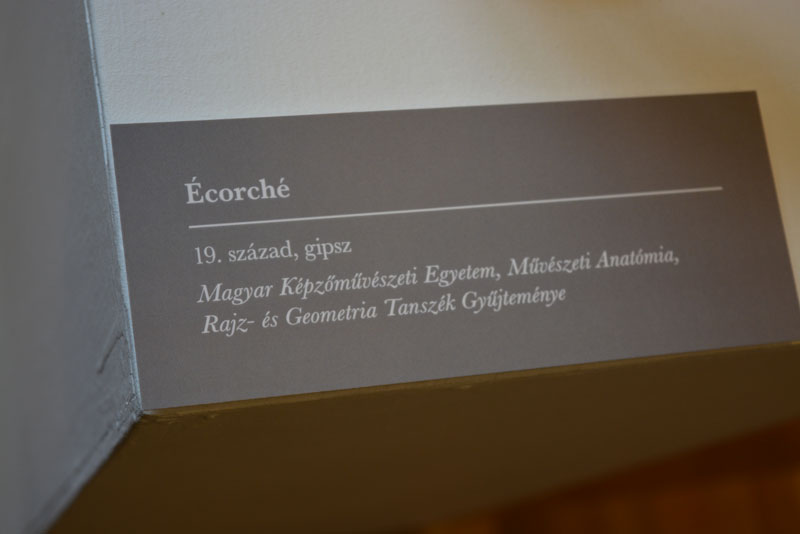 Écorché
19. század, gipsz
Magyar Képzőművészeti Egyetem, Művészeti Anatómia,
Rajz- és Geometria Tanszék Gyűjteménye